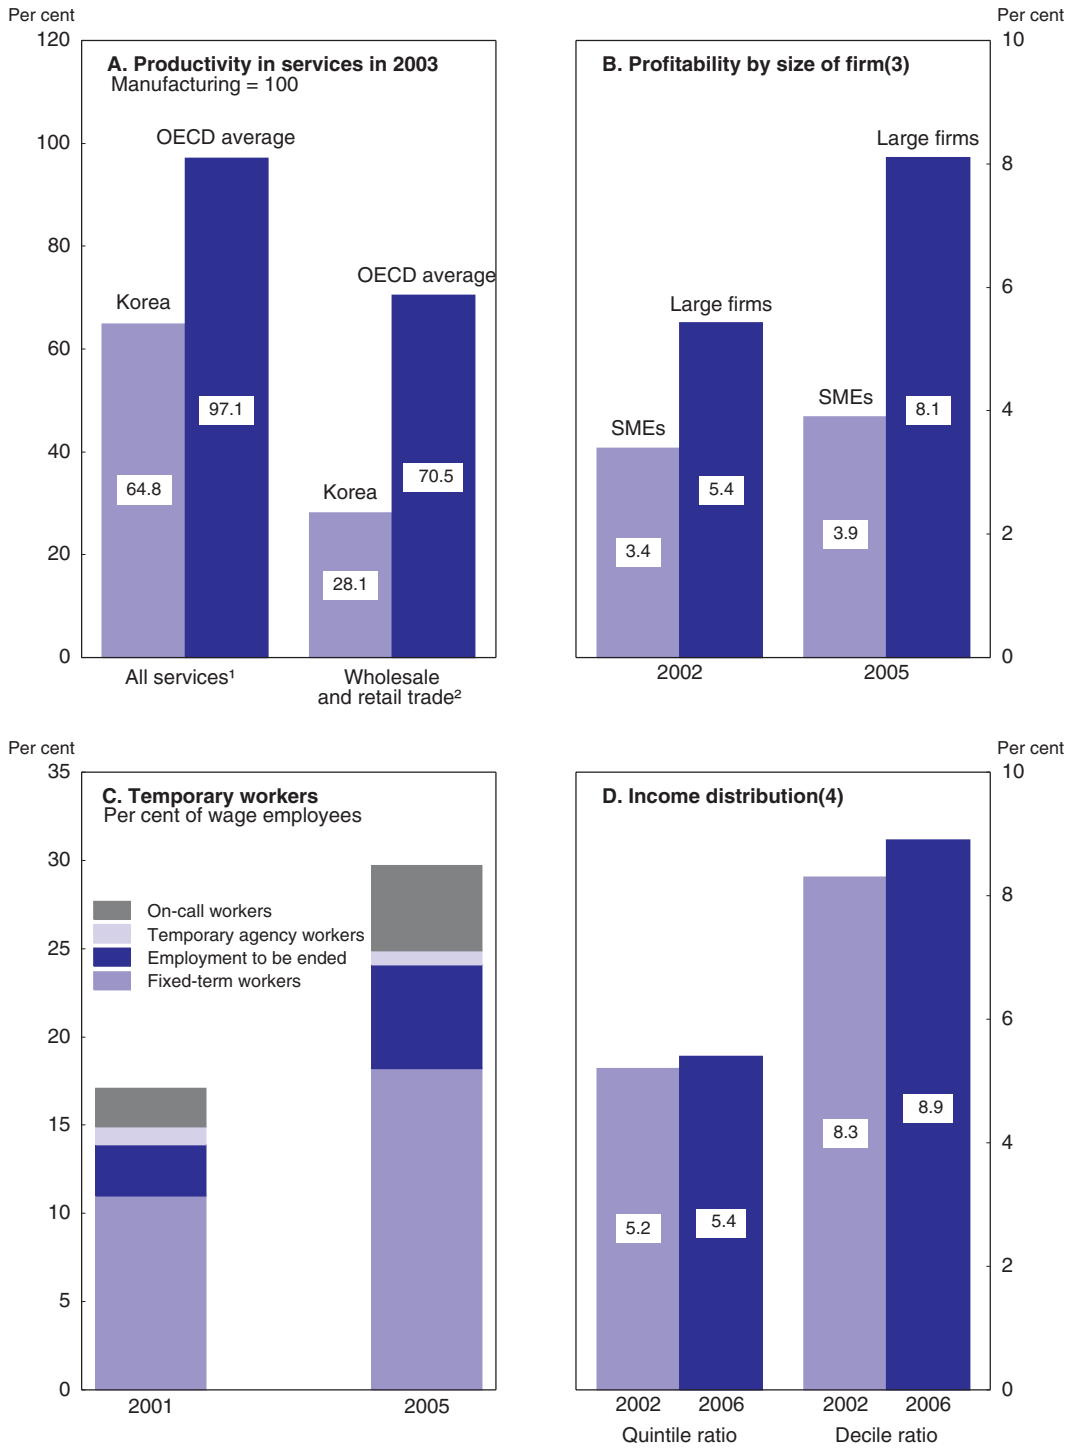 Per cent
120
100
80
60
40
20
0
A. Productivity in services in 2003
Manufacturing = 100
OECD average
Korea
97.1
64.8
OECD average
Korea
70.5
28.1
All services¹
Wholesale
and retail trade²
Per cent
10
8
6
4
2
0
B. Profitability by size of firm(3)
Large firms
Large firms
SMEs
SMEs
8.1
5.4
3.9
3.4
2002
2005
Per cent
35
30
25
20
15
10
5
0
C. Temporary workers
Per cent of wage employees
On-call workers
Temporary agency workers
Employment to be ended
Fixed-term workers
2001
2005
Per cent
10
8
6
4
2
0
D. Income distribution(4)
5.2
5.4
8.3
8.9
2002
2006
2002
2006
Quintile ratio
Decile ratio